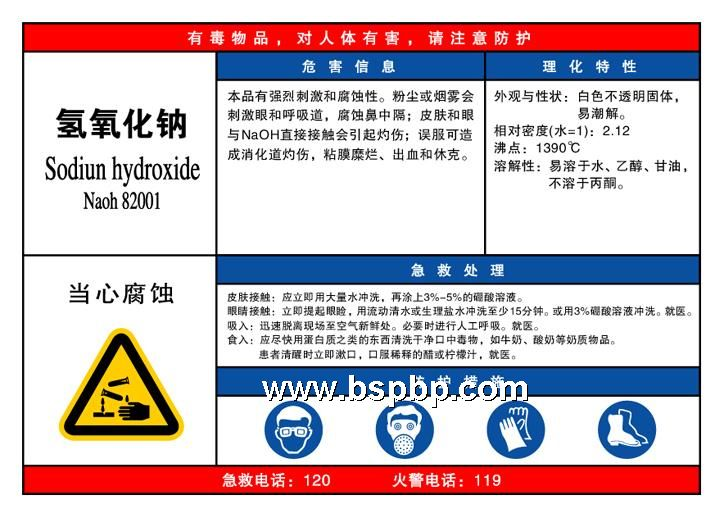 有毒物品，对人体有害，请注意防护
氢氧化钠
Sodiun hydroxide
Naoh 82001
危害信息
本品有强烈刺激和腐蚀性。粉尘或烟雾会
刺激眼和呼吸道，腐蚀鼻中隔；皮肤和眼
与NaOH直接接触会引起灼伤；误服可造
成消化道灼伤，粘膜糜烂、出血和休克。
理化特性
外观与性状：白色不透明固体，
易潮解。
相对密度(水=1)：2.12
沸点：1390℃
溶解性：易溶于水、乙醇、甘油，
不溶于丙酮。
当心腐蚀
急救处理
皮肤接触：应立即用大量水冲洗，再涂上3%-5%的硼酸溶液。
眼睛接触：立即提起眼睑，用流动清水或生理盐水冲洗至少15分钟。或用3%硼酸溶液冲洗。就医。
吸入：迅速脱离现场至空气新鲜处。必要时进行人工呼吸。就医。
食入：应尽快用蛋白质之类的东西清洗干净口中毒物，如牛奶、酸奶等奶质物品。
患者清醒时立即漱口，口服稀释的醋或柠檬汁，就医。
防护措施
www.bspbp.com
急救电话：120 火警电话：119